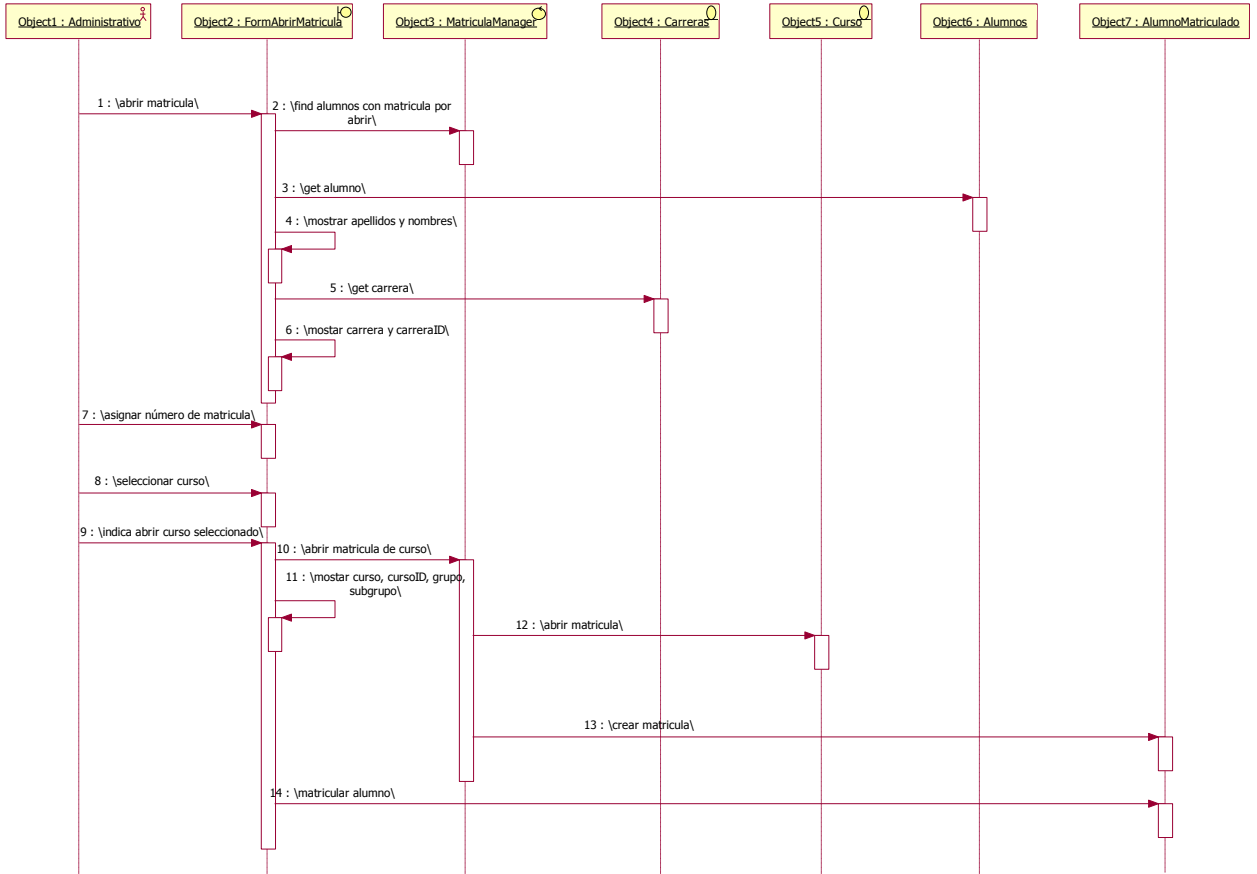 Object1 : Administrativo
Object2 : FormAbrirMatricula
Object3 : MatriculaManager
Object4 : Carreras
Object5 : Curso
Object6 : Alumnos
Object7 : AlumnoMatriculado
1 : \abrir matricula\
2 : \find alumnos con matricula por
abrir\
3 : \get alumno\
4 : \mostrar apellidos y nombres\
5 : \get carrera\
6 : \mostar carrera y carreraID\
7 : \asignar número de matricula\
8 : \seleccionar curso\
9 : \indica abrir curso seleccionado\
10 : \abrir matricula de curso\
11 : \mostar curso, cursoID, grupo,
subgrupo\
12 : \abrir matricula\
13 : \crear matricula\
14 : \matricular alumno\